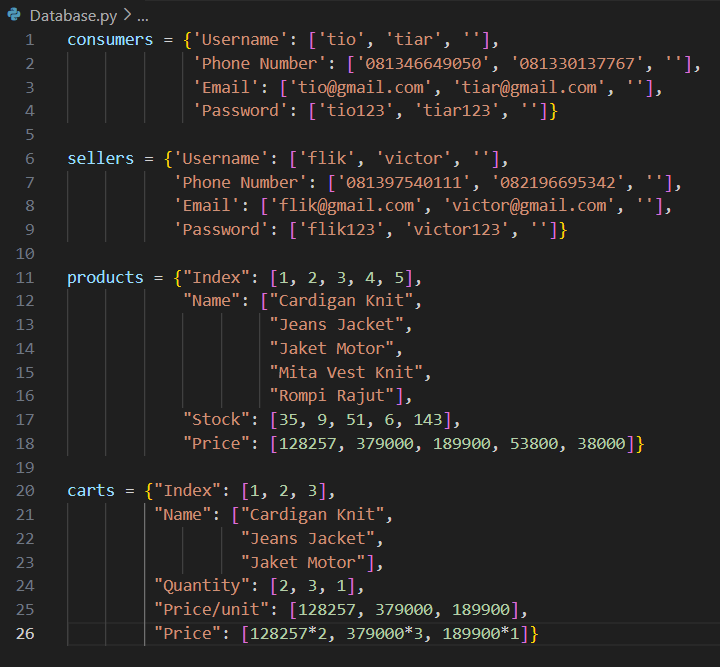 Database.py > ...
1 consumers = {'Username': ['tio', 'tiar', ''],
2 'Phone Number': ['081346649050', '081330137767', ''],
3 'Email': ['tio@gmail.com', 'tiar@gmail.com', ''],
4 'Password': ['tio123', 'tiar123', '']}
5
6 sellers = {'Username': ['flik', 'victor', ''],
7 'Phone Number': ['081397540111', '082196695342', ''],
8 'Email': ['flik@gmail.com', 'victor@gmail.com', ''],
9 'Password': ['flik123', 'victor123', '']}
10
11 products = {"Index": [1, 2, 3, 4, 5],
12 "Name": ["Cardigan Knit",
13 "Jeans Jacket",
14 "Jaket Motor",
15 "Mita Vest Knit",
16 "Rompi Rajut"],
17 "Stock": [35, 9, 51, 6, 143],
18 "Price": [128257, 379000, 189900, 53800, 38000]}
19
20 carts = {"Index": [1, 2, 3],
21 "Name": ["Cardigan Knit",
22 "Jeans Jacket",
23 "Jaket Motor"],
24 "Quantity": [2, 3, 1],
25 "Price/unit": [128257, 379000, 189900],
26 "Price": [128257*2, 379000*3, 189900*1]}